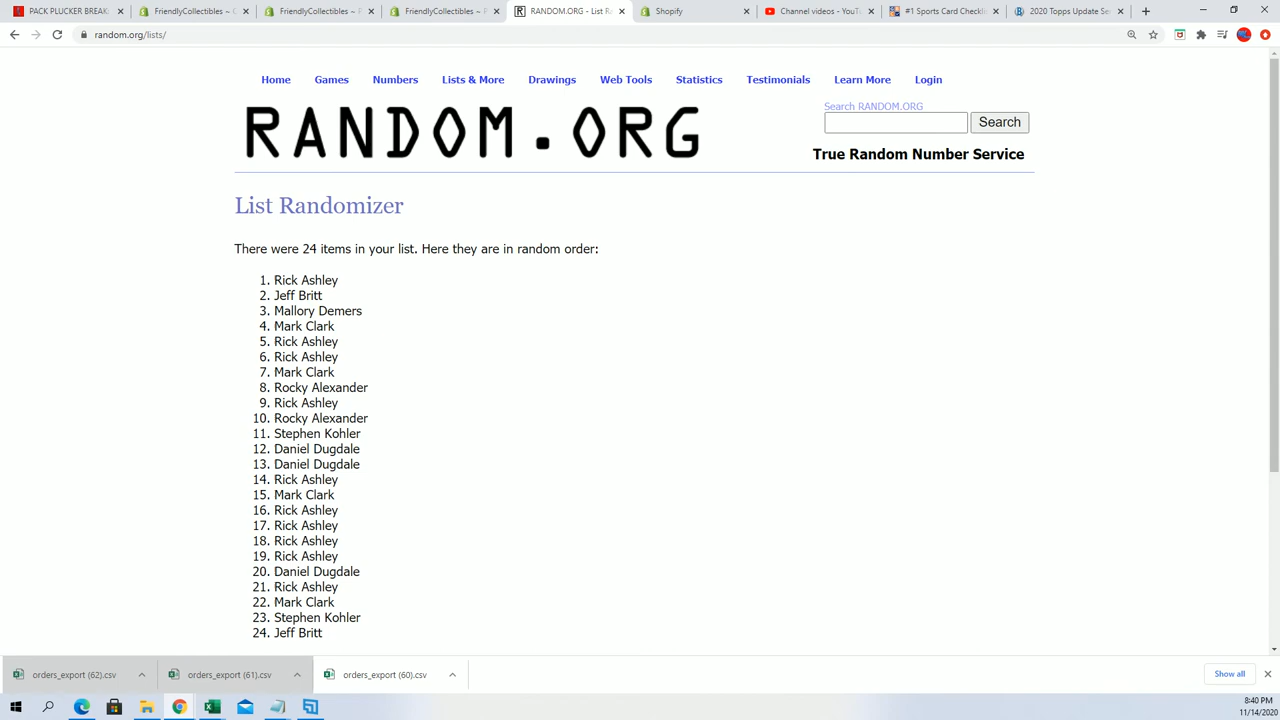 PACK PLUCKER BREAK
FriendlyCollectibles ~
FriendlyCollectibles ~ P
FriendlyCollectibles ~ P
RANDOM.ORG - List R
Shopify
Channel videos - YouT
#1 Sports Card Checkli
2020 Topps Update Se
random.org/lists/
Home Games Numbers Lists & More Drawings Web Tools Statistics Testimonials Learn More Login
RANDOM.ORG
Search RANDOM.ORG
Search
True Random Number Service
List Randomizer
There were 24 items in your list. Here they are in random order:
1. Rick Ashley
2. Jeff Britt
3. Mallory Demers
4. Mark Clark
5. Rick Ashley
6. Rick Ashley
7. Mark Clark
8. Rocky Alexander
9. Rick Ashley
10. Rocky Alexander
11. Stephen Kohler
12. Daniel Dugdale
13. Daniel Dugdale
14. Rick Ashley
15. Mark Clark
16. Rick Ashley
17. Rick Ashley
18. Rick Ashley
19. Rick Ashley
20. Daniel Dugdale
21. Rick Ashley
22. Mark Clark
23. Stephen Kohler
24. Jeff Britt
orders_export (62).csv
orders_export (61).csv
orders_export (60).csv
Show all
8:40 PM
11/14/2020